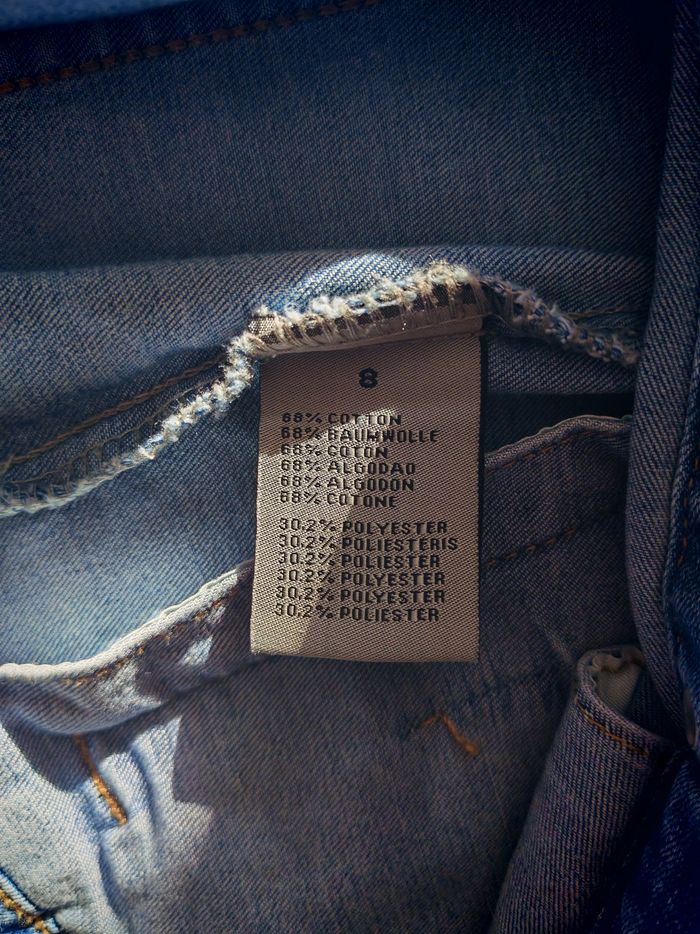 8
68% COTTON
68% BAUMWOLLE
68% COTON
68% ALGODAO
68% ALGODON
68% COTONE
30.2% POLYESTER
30.2% POLIESTERIS
30.2% POLIESTER
30.2% POLYESTER
30.2% POLYESTER
30.2% POLIESTER